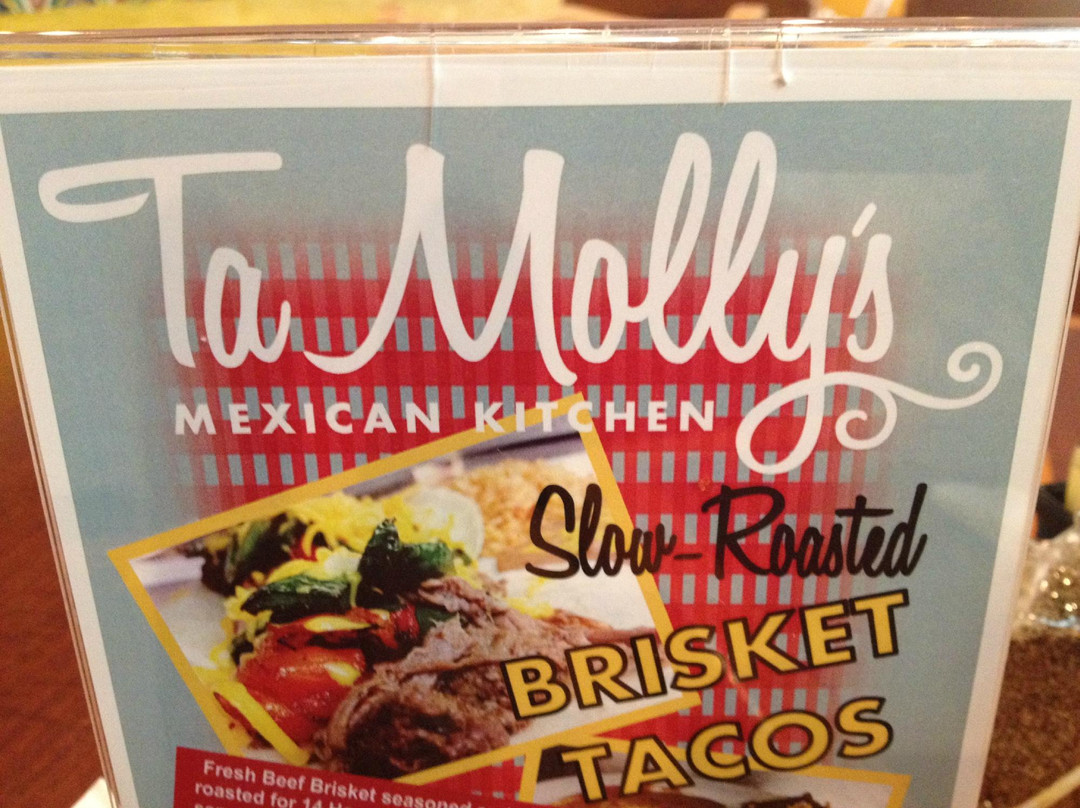 Ta Molly's
MEXICAN KITCHEN
Slow-Roasted
BRISKET
TACOS
Fresh Beef Brisket seasoned
roasted for 14